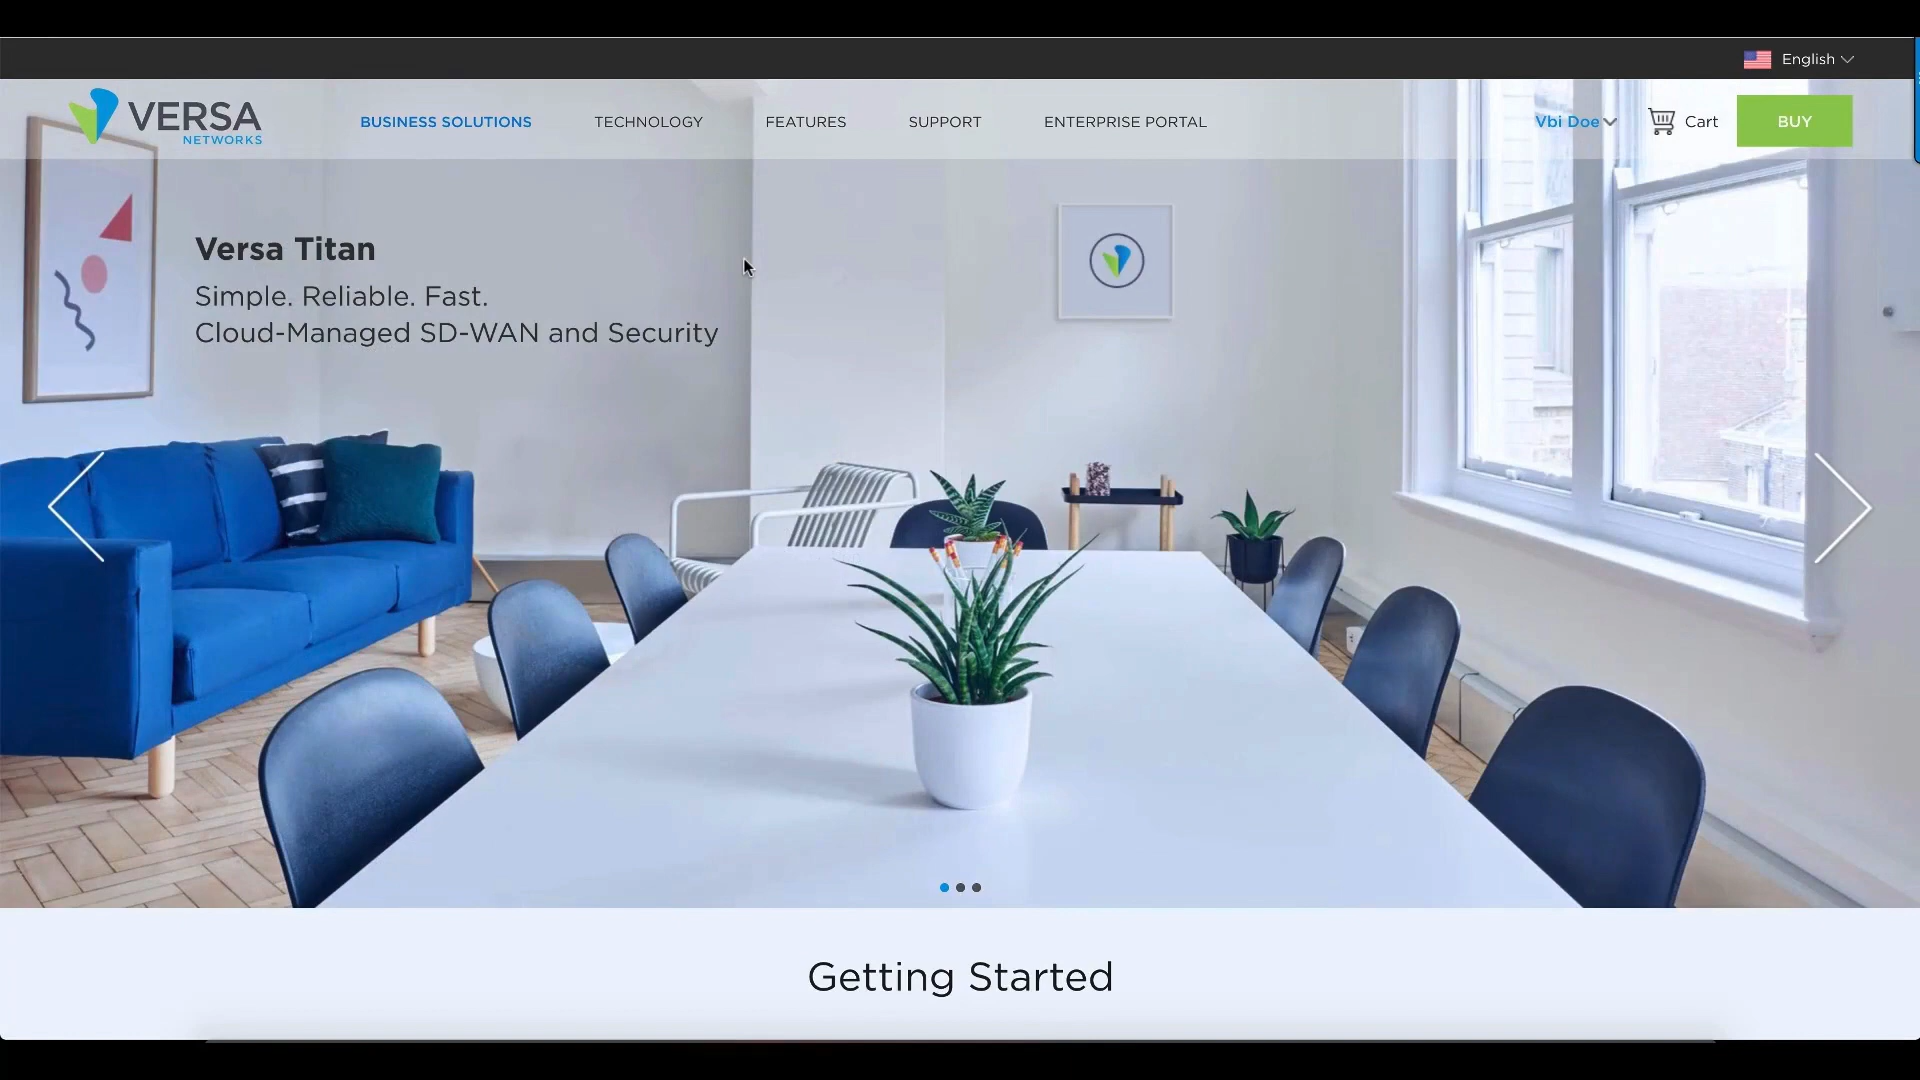 English
VERSA
NETWORKS
BUSINESS SOLUTIONS
TECHNOLOGY
FEATURES
SUPPORT
ENTERPRISE PORTAL
Vbi Doe
Cart
BUY
Versa Titan
Simple. Reliable. Fast.
Cloud-Managed SD-WAN and Security
Getting Started